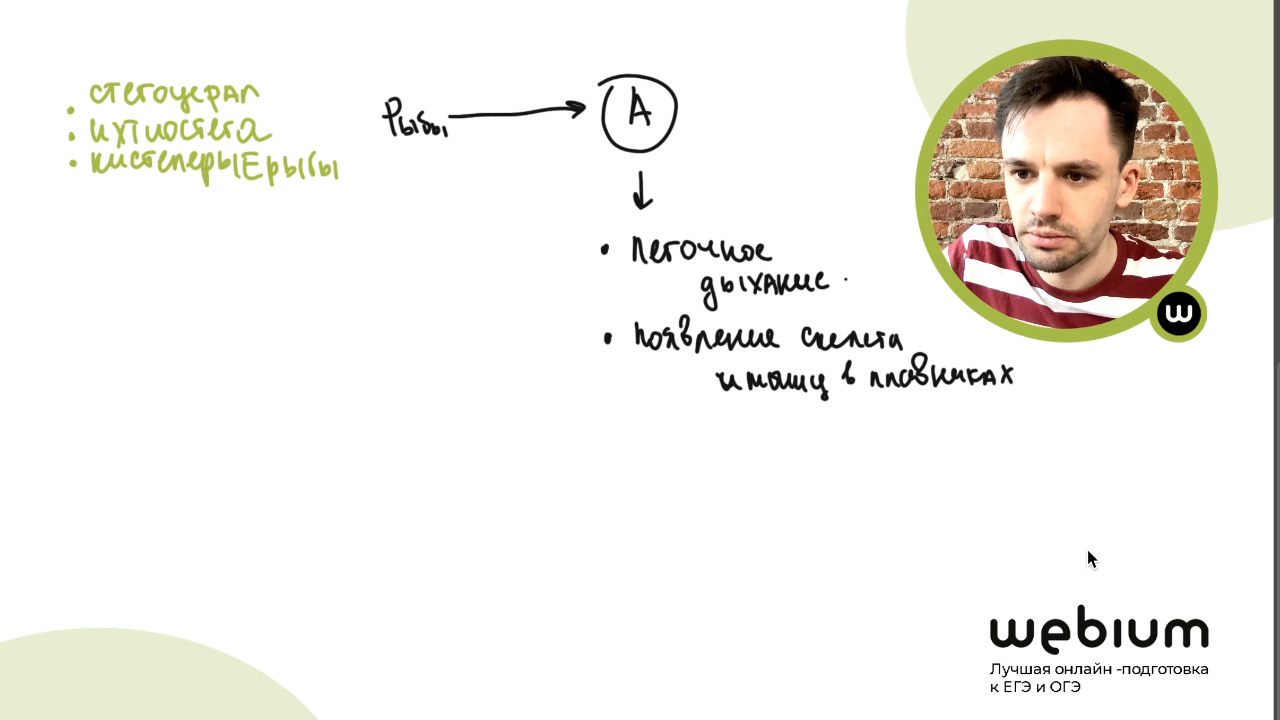 • стегоцефал
• ихтиостега
• кистеперыЕ рыбы
Рыбы
А
• легочное
дыхание.
• появление скелета
и мышц в плавниках
w
webium
Лучшая онлайн -подготовка
к ЕГЭ и ОГЭ